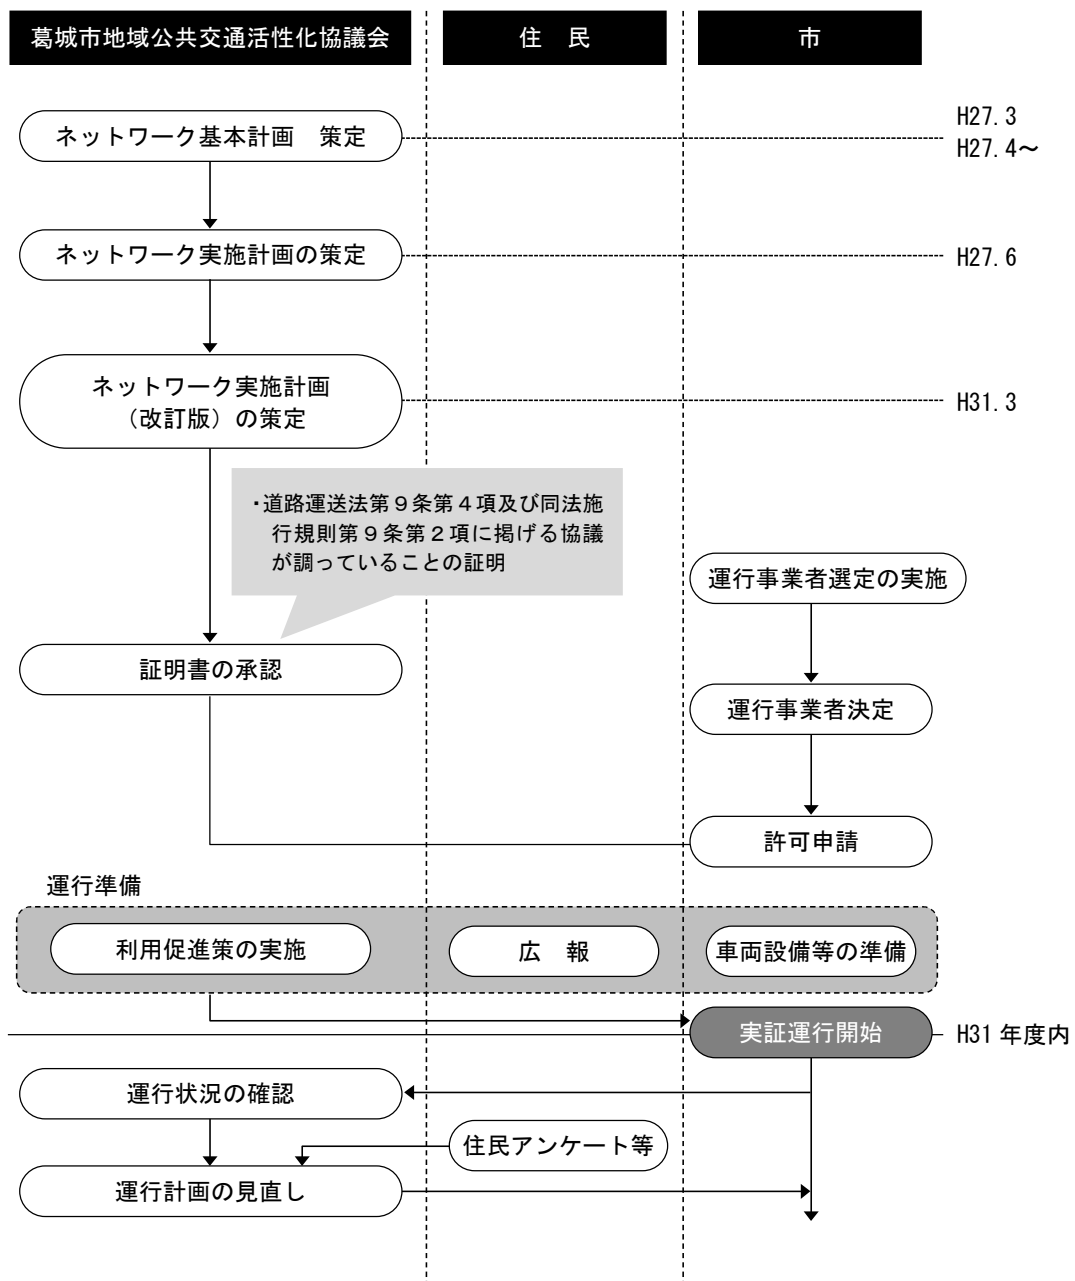 葛城市地域公共交通活性化協議会
住　民
市
ネットワーク基本計画　策定
H27.3
H27.4～
ネットワーク実施計画の策定
H27.6
ネットワーク実施計画
（改訂版）の策定
H31.3
・道路運送法第９条第４項及び同法施
行規則第９条第２項に掲げる協議
が調っていることの証明
運行事業者選定の実施
証明書の承認
運行事業者決定
許可申請
運行準備
利用促進策の実施
広　報
車両設備等の準備
実証運行開始
H31 年度内
運行状況の確認
住民アンケート等
運行計画の見直し